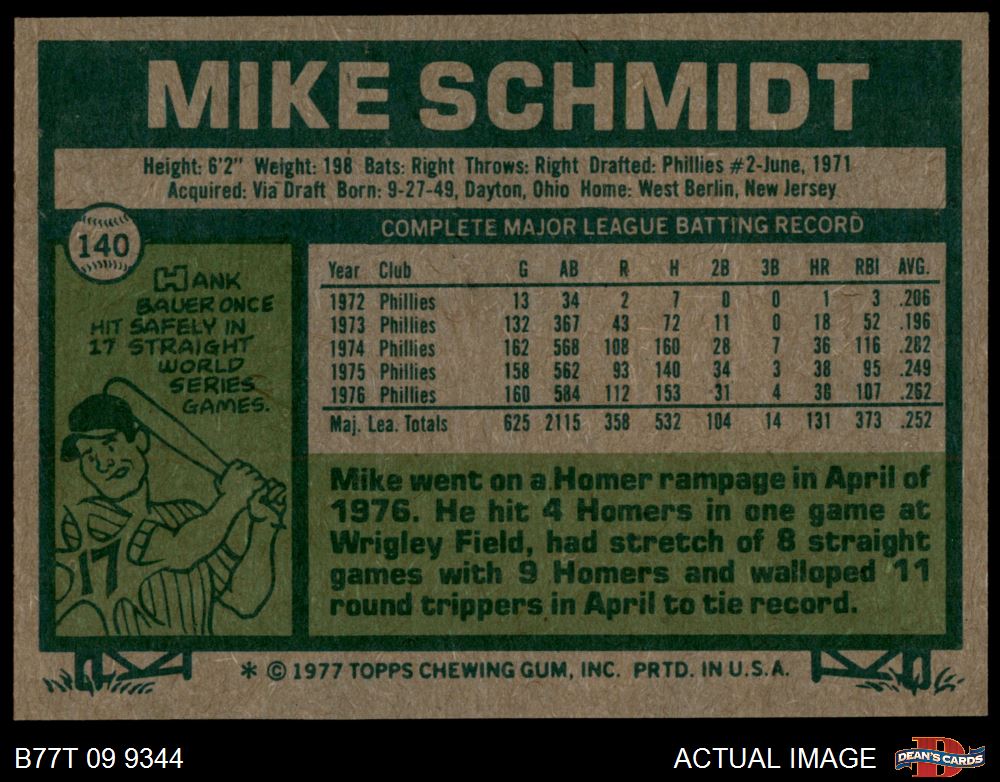 MIKE SCHMIDT
Height: 6'2" Weight: 198 Bats: Right Throws: Right Drafted: Phillies #2-June, 1971
Acquired: Via Draft Born: 9-27-49, Dayton, Ohio Home: West Berlin, New Jersey
140
HANK
BAUER ONCE
HIT SAFELY IN
17 STRAIGHT
WORLD
SERIES
GAMES.
17
COMPLETE MAJOR LEAGUE BATTING RECORD
Year Club G AB R H 2B 3B HR RBI AVG.
1972 Phillies 13 34 2 7 0 0 1 3 .206
1973 Phillies 132 367 43 72 11 0 18 52 .196
1974 Phillies 162 568 108 160 28 7 36 116 .282
1975 Phillies 158 562 93 140 34 3 38 95 .249
1976 Phillies 160 584 112 153 31 4 38 107 .262
Maj. Lea. Totals 625 2115 358 532 104 14 131 373 .252
Mike went on a Homer rampage in April of
1976. He hit 4 Homers in one game at
Wrigley Field, had stretch of 8 straight
games with 9 Homers and walloped 11
round trippers in April to tie record.
* © 1977 TOPPS CHEWING GUM, INC. PRTD. IN U.S.A.
B77T 09 9344
ACTUAL IMAGE
D
DEAN'S CARDS